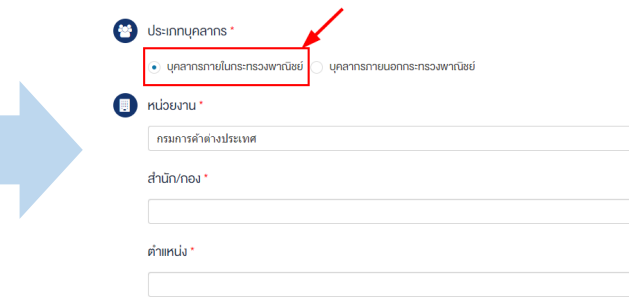 ประเภทบุคลากร *
บุคลากรภายในกระทรวงพาณิชย์ บุคลากรภายนอกกระทรวงพาณิชย์
หน่วยงาน *
กรมการค้าต่างประเทศ
สำนัก/กอง *
ตำแหน่ง *